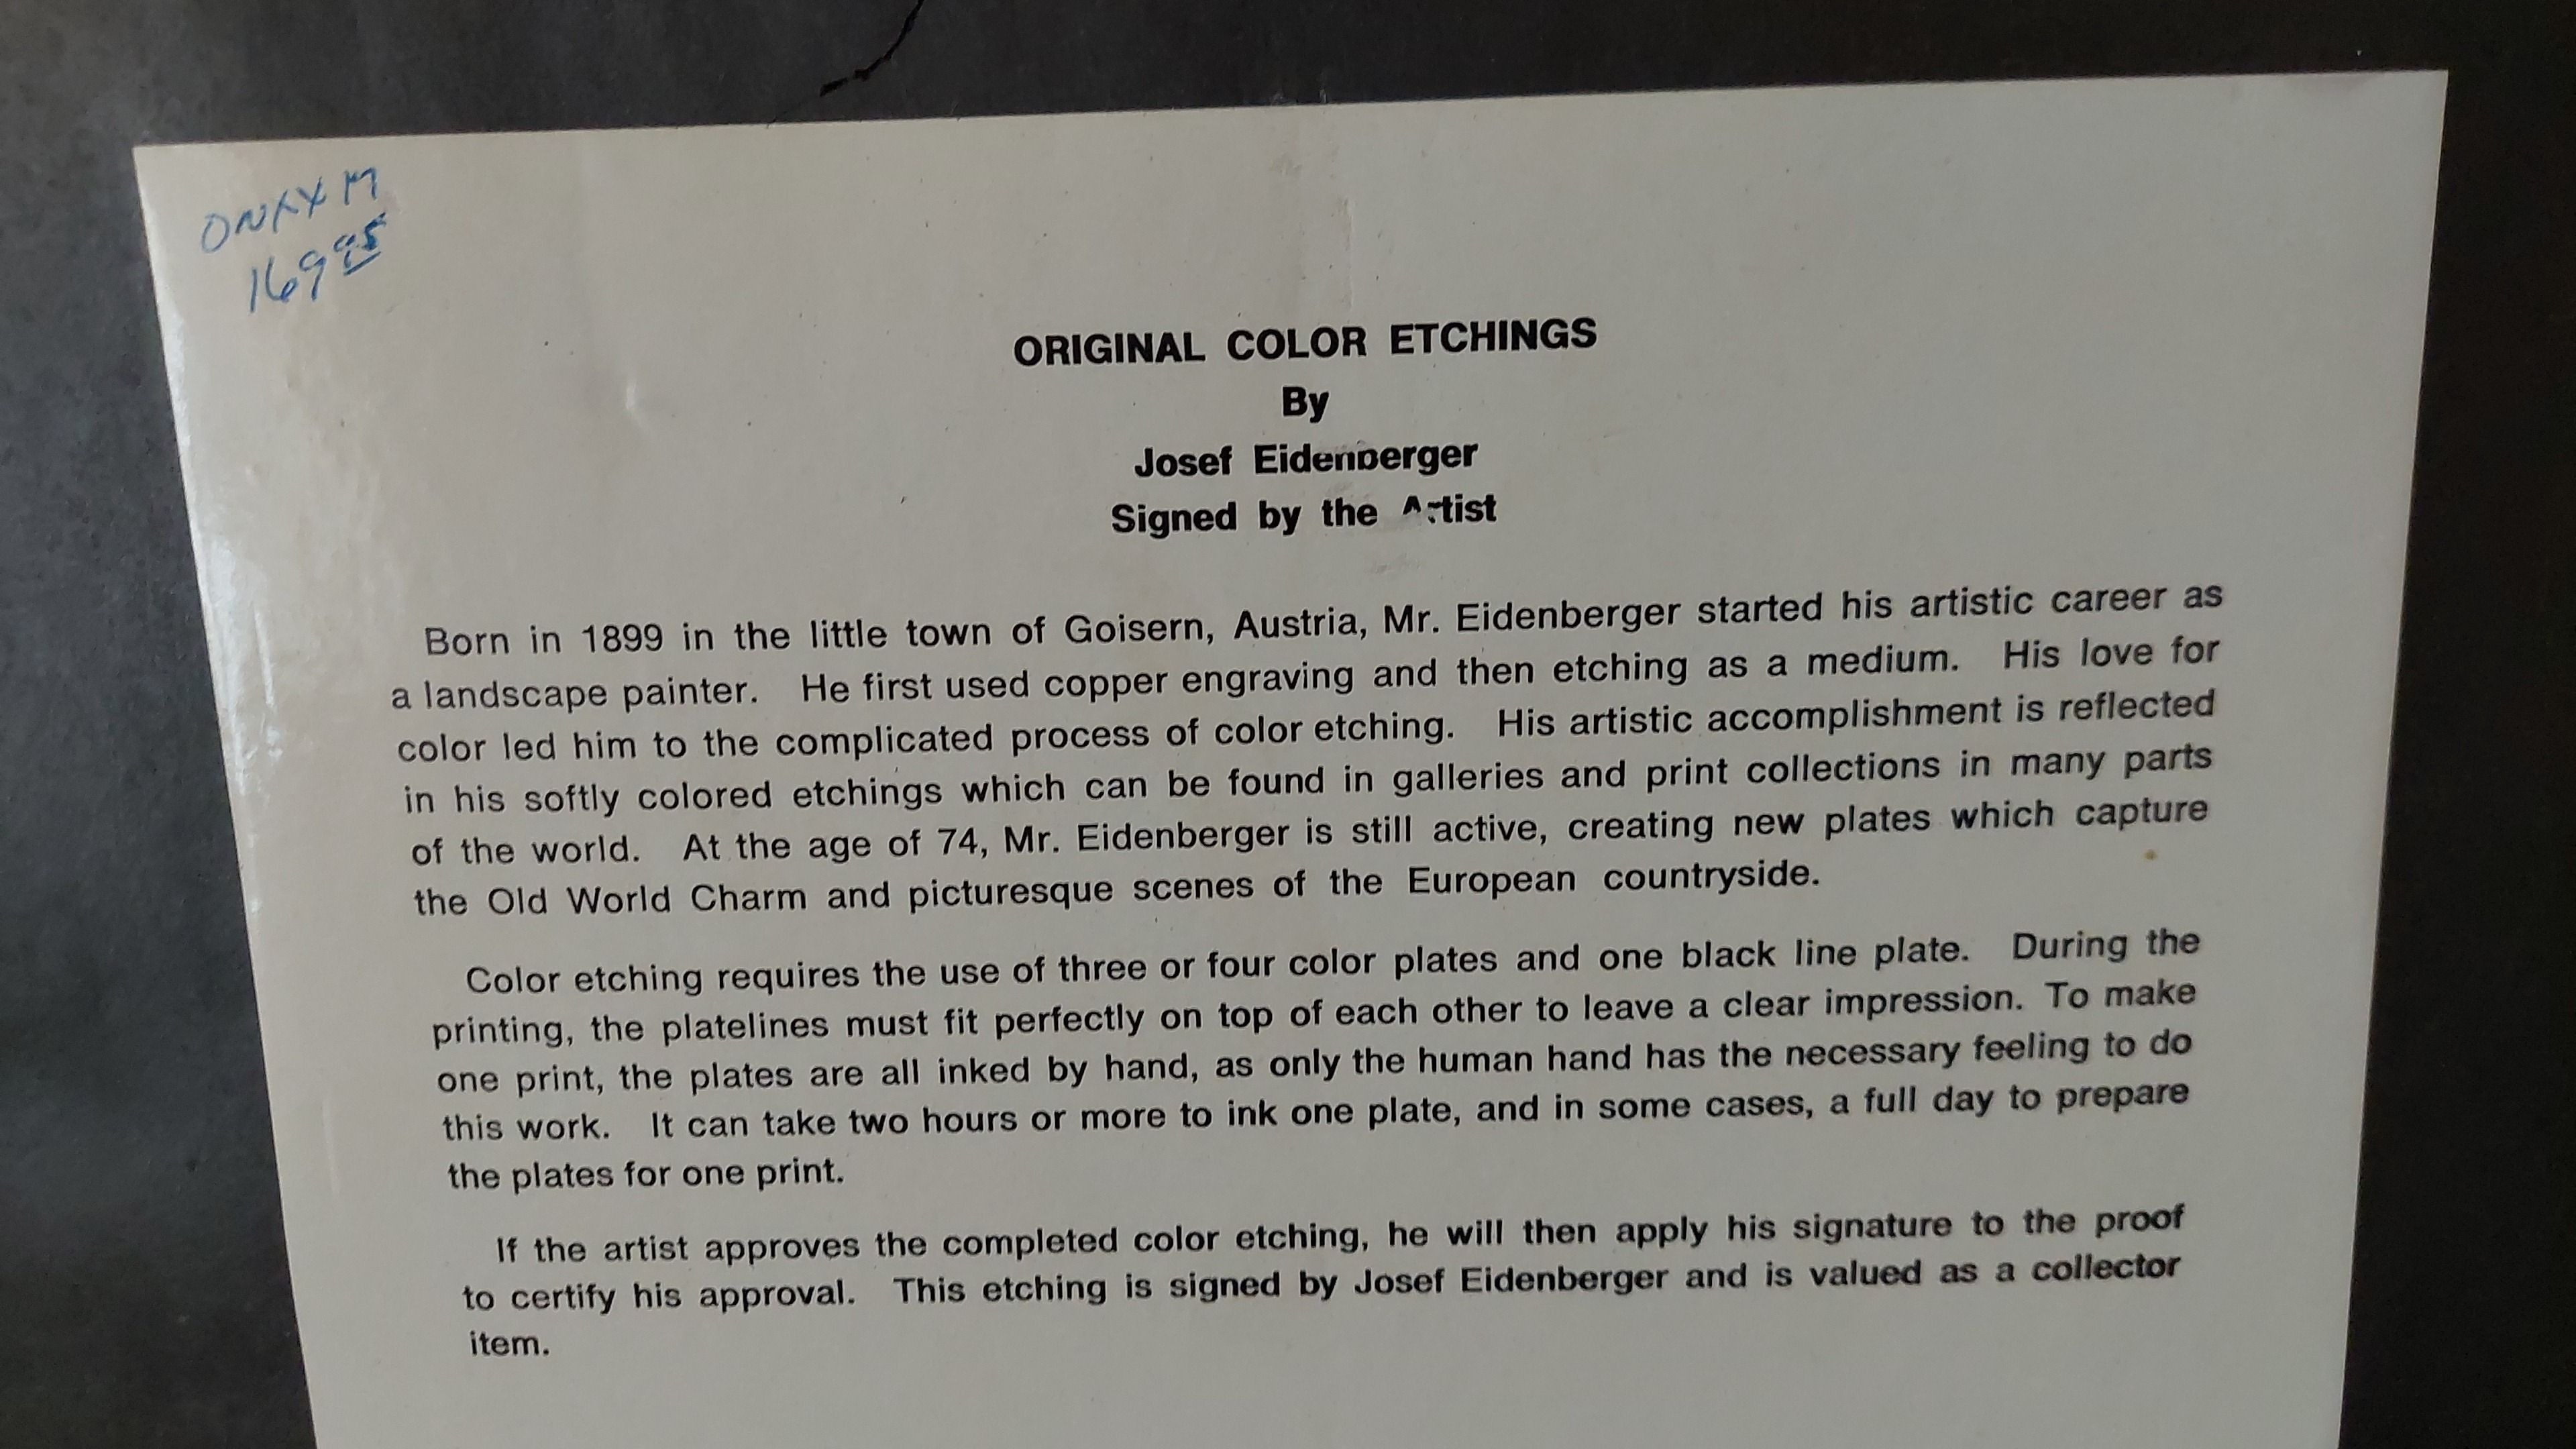 169 95
ORIGINAL COLOR ETCHINGS
By
Josef Eidenberger
Signed by the Artist
Born in 1899 in the little town of Goisern, Austria, Mr. Eidenberger started his artistic career as
a landscape painter. He first used copper engraving and then etching as a medium. His love for
color led him to the complicated process of color etching. His artistic accomplishment is reflected
in his softly colored etchings which can be found in galleries and print collections in many parts
of the world. At the age of 74, Mr. Eidenberger is still active, creating new plates which capture
the Old World Charm and picturesque scenes of the European countryside.
Color etching requires the use of three or four color plates and one black line plate. During the
printing, the platelines must fit perfectly on top of each other to leave a clear impression. To make
one print, the plates are all inked by hand, as only the human hand has the necessary feeling to do
this work. It can take two hours or more to ink one plate, and in some cases, a full day to prepare
the plates for one print.
If the artist approves the completed color etching, he will then apply his signature to the proof
to certify his approval. This etching is signed by Josef Eidenberger and is valued as a collector
item.